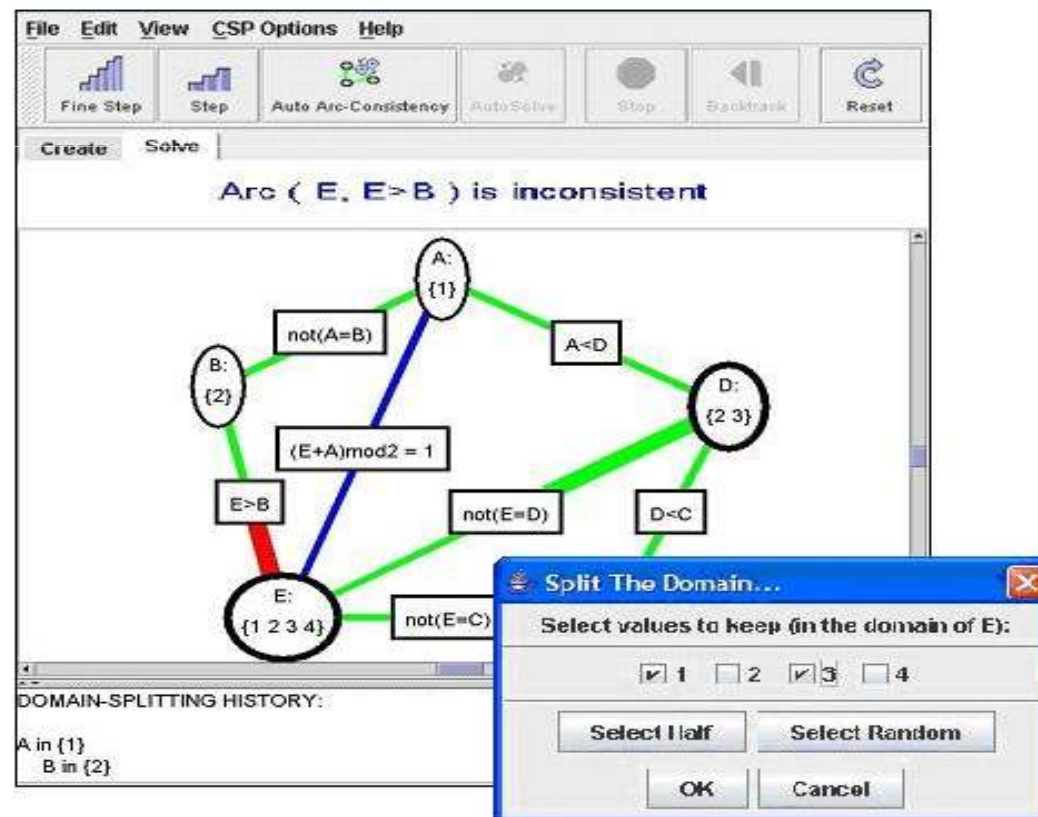 File Edit View CSP Options Help
Fine Step Step Auto Arc-Consistency AutoSolve Stop Backtrack Reset
Create Solve
Arc ( E, E>B ) is inconsistent
A:
{1}
not(A=B)
A<D
B:
{2}
D:
{2 3}
(E+A)mod2 = 1
E>B
not(E=D)
D<C
E:
{1 2 3 4}
not(E=C)
Split The Domain...
Select values to keep (in the domain of E):
1 2 3 4
Select Half Select Random
OK Cancel
DOMAIN-SPLITTING HISTORY:
A in {1}
B in {2}